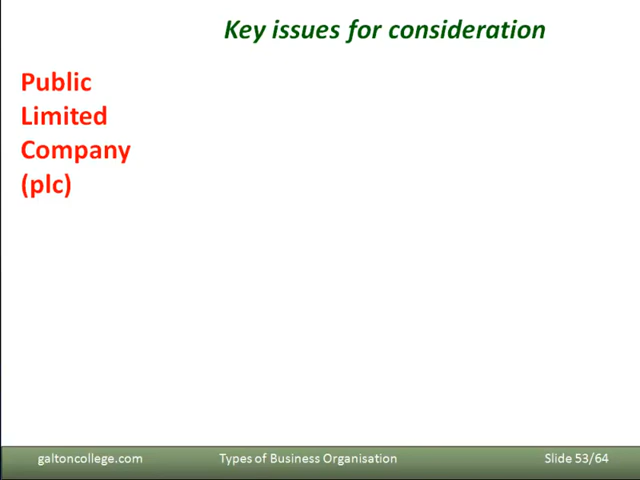 Key issues for consideration
Public
Limited
Company
(plc)
galtoncollege.com Types of Business Organisation Slide 53/64